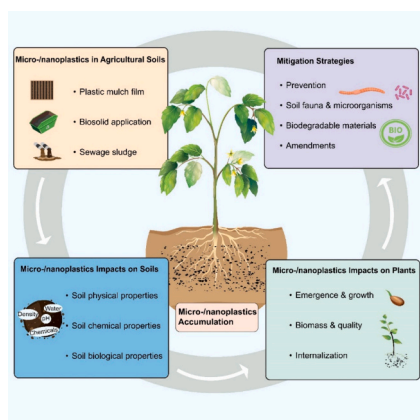 Micro-/nanoplastics in Agricultural Soils
• Plastic mulch film
• Biosolid application
• Sewage sludge
Mitigation Strategies
• Prevention
• Soil fauna & microorganisms
• Biodegradable materials
BIO
• Amendments
Micro-/nanoplastics Impacts on Soils
• Soil physical properties
• Soil chemical properties
• Soil biological properties
Density
Water
pH
Chemicals
Micro-/nanoplastics
Accumulation
Micro-/nanoplastics Impacts on Plants
• Emergence & growth
• Biomass & quality
• Internalization